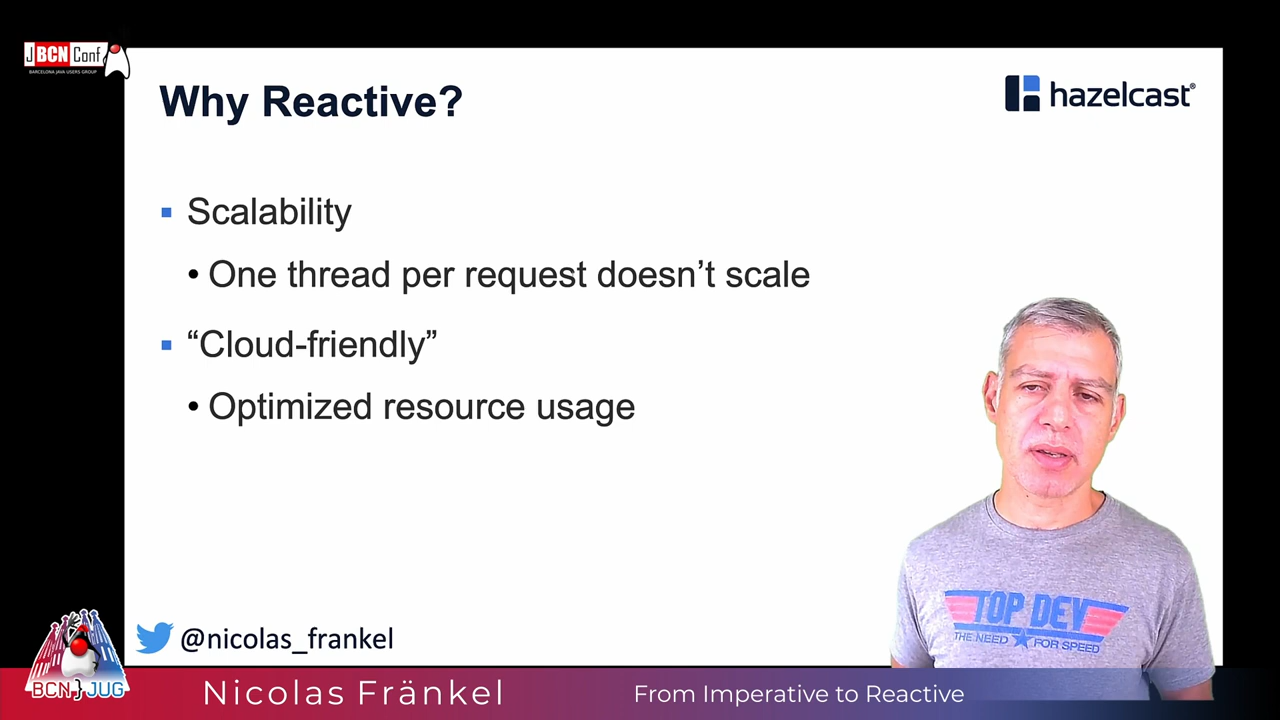 JBCNConf
BARCELONA JAVA USERS GROUP
Why Reactive?
hazelcast®
Scalability
One thread per request doesn’t scale
“Cloud-friendly”
Optimized resource usage
TOP DEV
THE NEED FOR SPEED
@nicolas_frankel
BCN}JUG
Nicolas Fränkel
From Imperative to Reactive